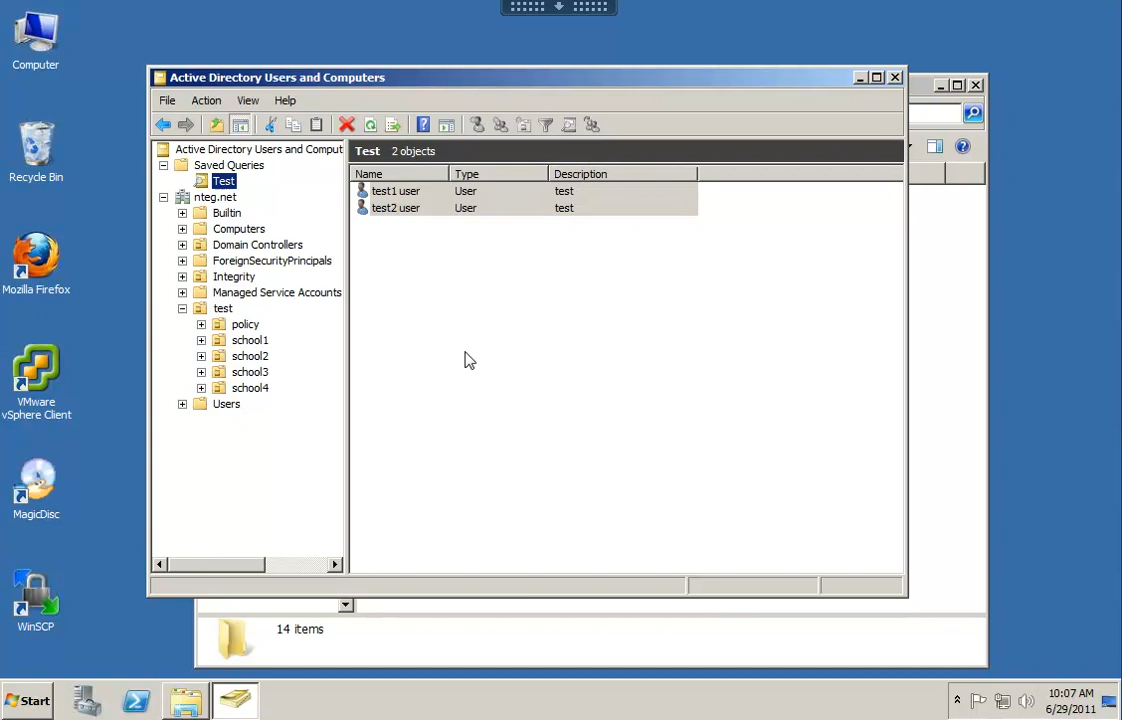 Computer
Recycle Bin
Mozilla Firefox
VMware
vSphere Client
MagicDisc
WinSCP
Active Directory Users and Computers
File Action View Help
Active Directory Users and Comput
Saved Queries
Test
nteg.net
Builtin
Computers
Domain Controllers
ForeignSecurityPrincipals
Integrity
Managed Service Accounts
test
policy
school1
school2
school3
school4
Users
Test 2 objects
Name Type Description
test1 user User test
test2 user User test
14 items
Start
10:07 AM
6/29/2011